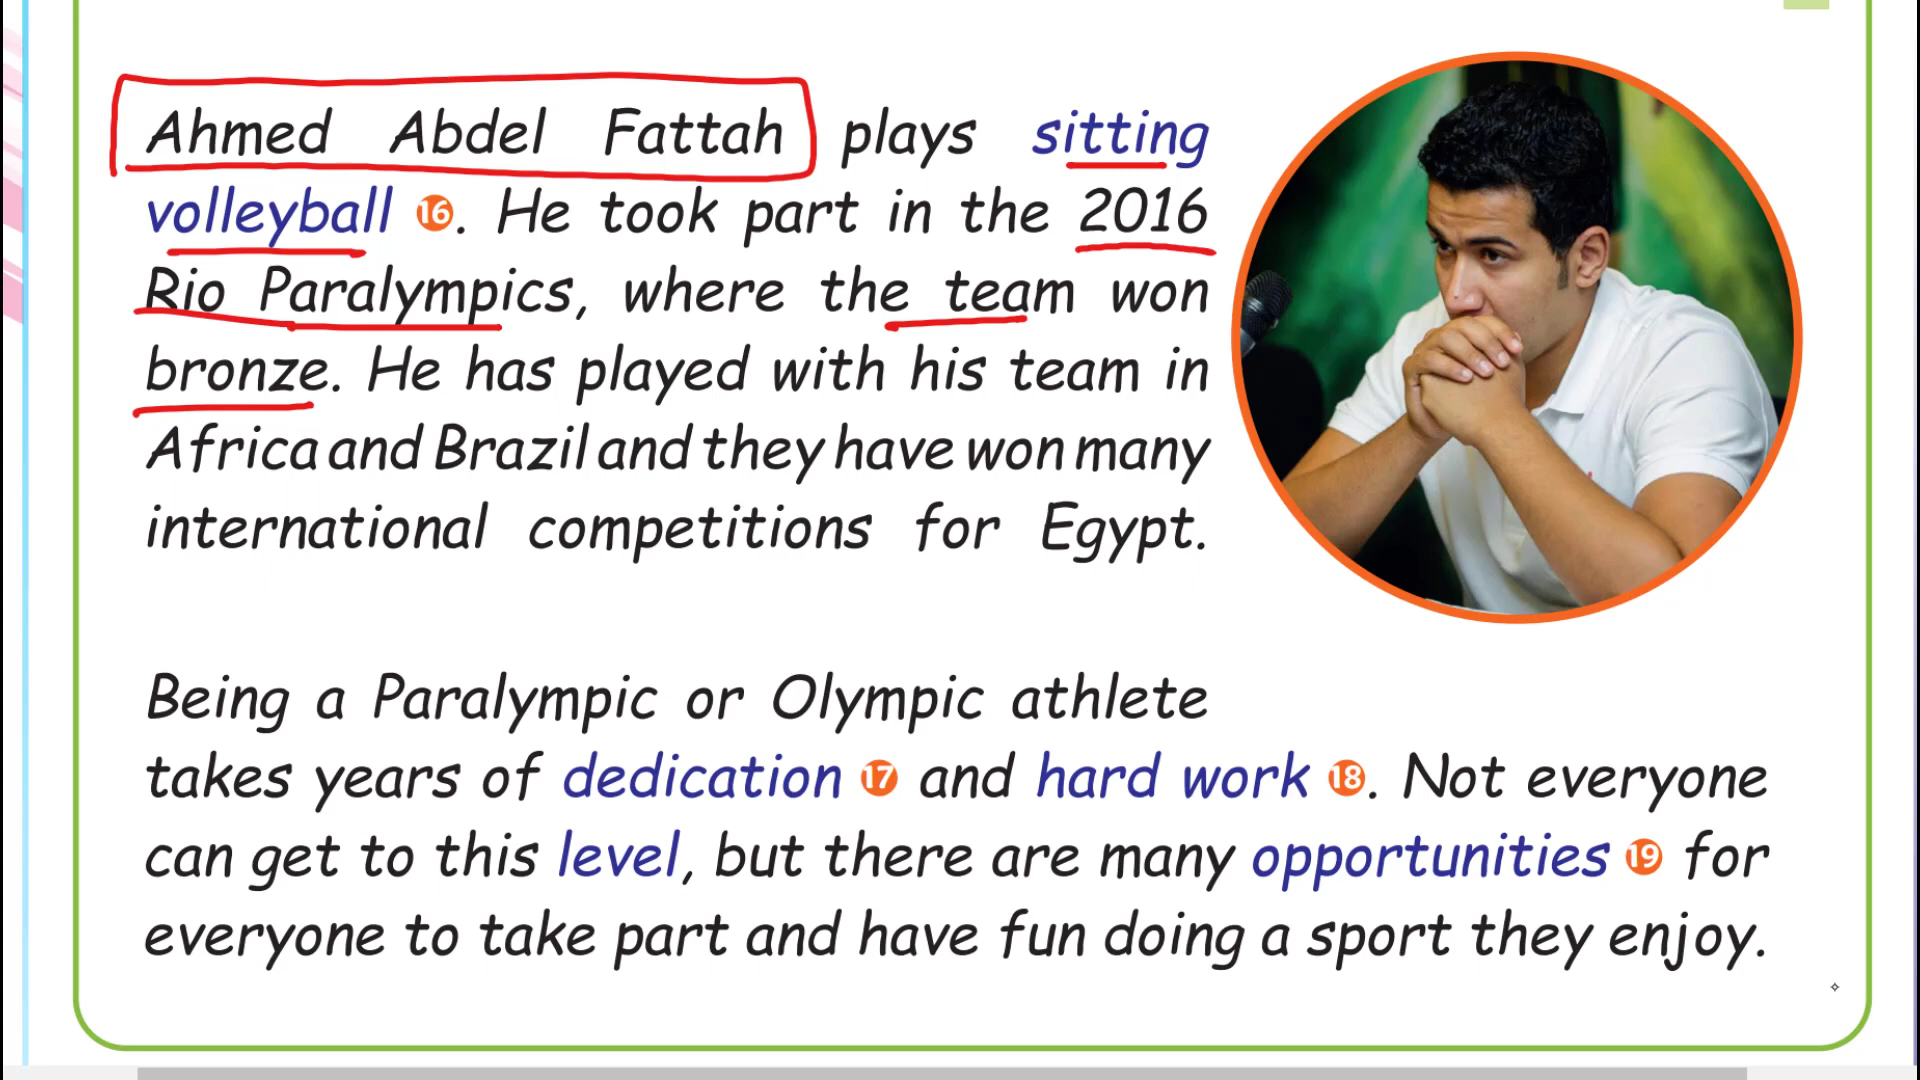 Ahmed Abdel Fattah plays sitting
volleyball 16. He took part in the 2016
Rio Paralympics, where the team won
bronze. He has played with his team in
Africa and Brazil and they have won many
international competitions for Egypt.
Being a Paralympic or Olympic athlete
takes years of dedication 17 and hard work 18. Not everyone
can get to this level, but there are many opportunities 19 for
everyone to take part and have fun doing a sport they enjoy.